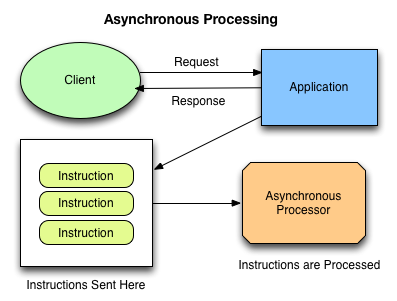 Asynchronous Processing
Client
Request
Response
Application
Instruction
Instruction
Instruction
Asynchronous
Processor
Instructions Sent Here
Instructions are Processed